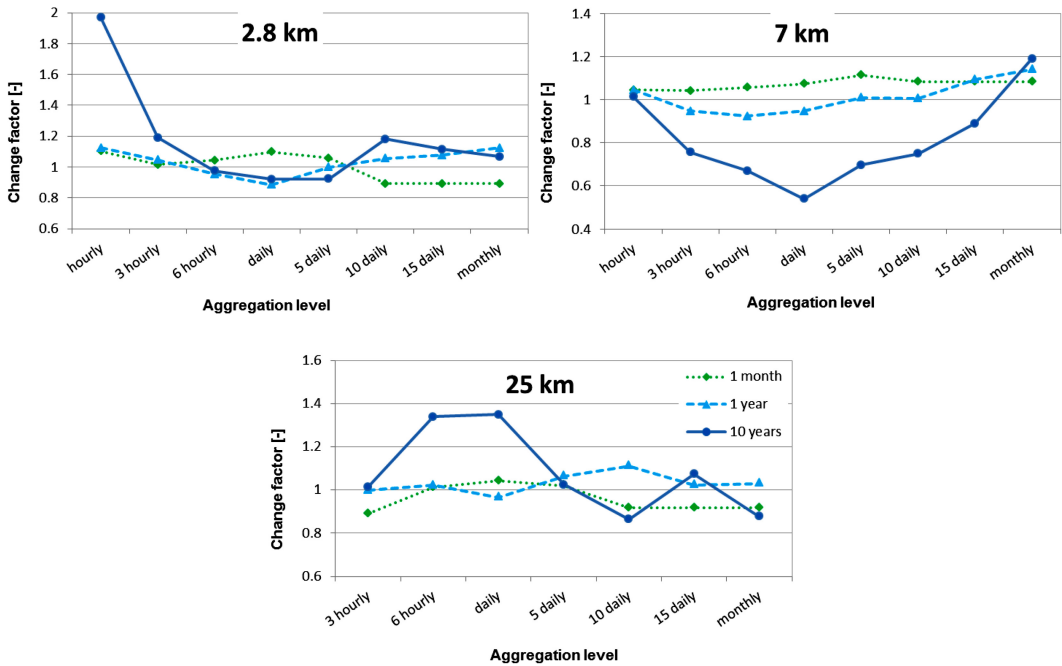 2.8 km
Change factor [-]
2
1.8
1.6
1.4
1.2
1
0.8
0.6
hourly
3 hourly
6 hourly
daily
5 daily
10 daily
15 daily
monthly
Aggregation level
7 km
Change factor [-]
1.4
1.2
1
0.8
0.6
0.4
hourly
3 hourly
6 hourly
daily
5 daily
10 daily
15 daily
monthly
Aggregation level
25 km
Change factor [-]
1.6
1.4
1.2
1
0.8
0.6
1 month
1 year
10 years
3 hourly
6 hourly
daily
5 daily
10 daily
15 daily
monthly
Aggregation level